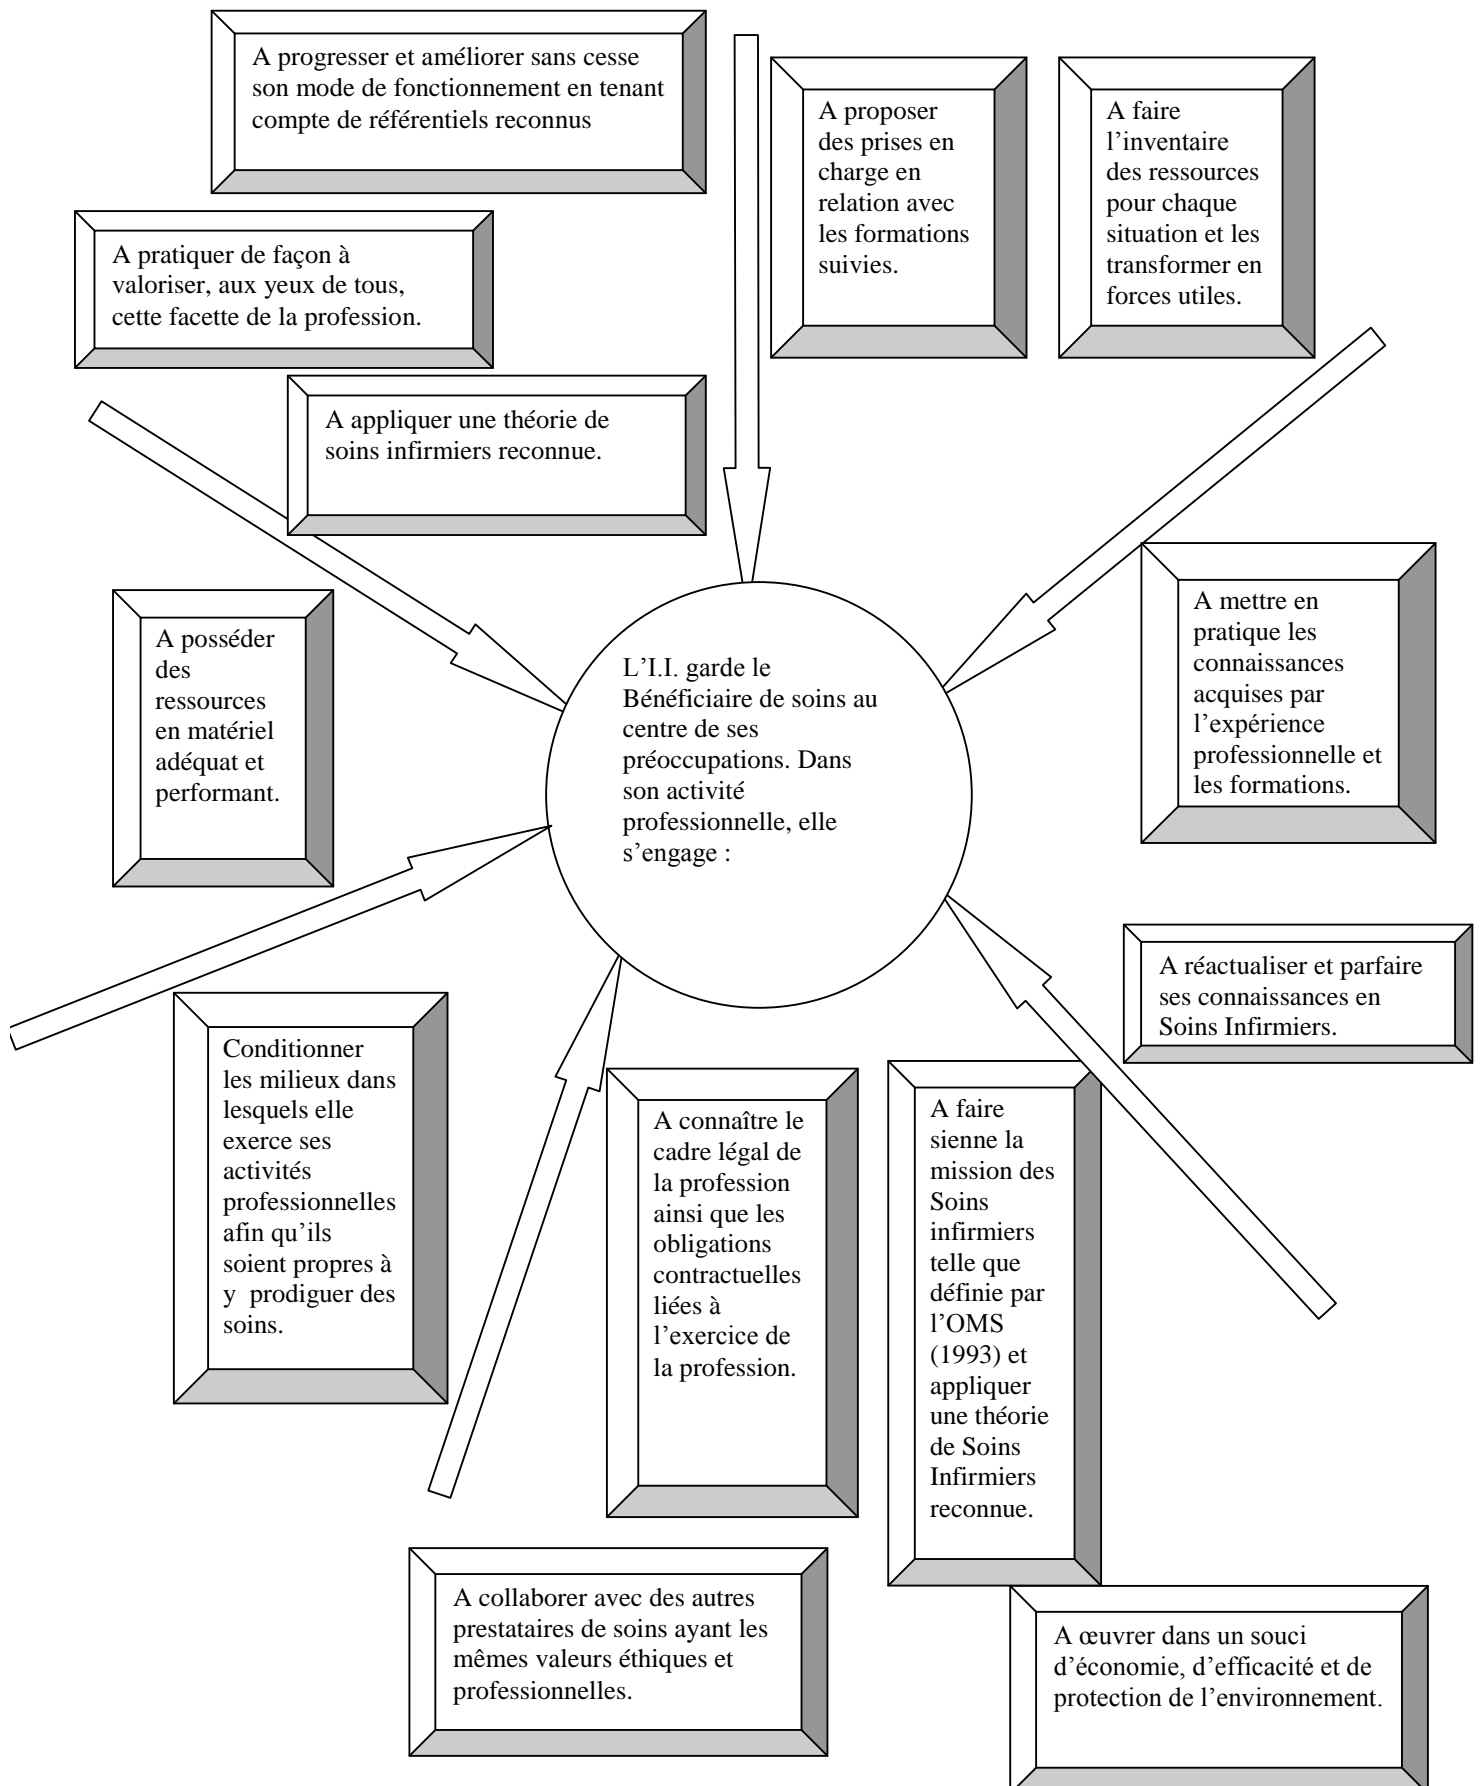 A progresser et améliorer sans cesse
son mode de fonctionnement en tenant
compte de référentiels reconnus
A proposer
des prises en
charge en
relation avec
les formations
suivies.
A faire
l’inventaire
des ressources
pour chaque
situation et les
transformer en
forces utiles.
A pratiquer de façon à
valoriser, aux yeux de tous,
cette facette de la profession.
A appliquer une théorie de
soins infirmiers reconnue.
A posséder
des
ressources
en matériel
adéquat et
performant.
L’I.I. garde le
Bénéficiaire de soins au
centre de ses
préoccupations. Dans
son activité
professionnelle, elle
s’engage :
A mettre en
pratique les
connaissances
acquises par
l’expérience
professionnelle et
les formations.
A réactualiser et parfaire
ses connaissances en
Soins Infirmiers.
Conditionner
les milieux dans
lesquels elle
exerce ses
activités
professionnelles
afin qu’ils
soient propres à
y  prodiguer des
soins.
A connaître le
cadre légal de
la profession
ainsi que les
obligations
contractuelles
liées à
l’exercice de
la profession.
A faire
sienne la
mission des
Soins
infirmiers
telle que
définie par
l’OMS
(1993) et
appliquer
une théorie
de Soins
Infirmiers
reconnue.
A collaborer avec des autres
prestataires de soins ayant les
mêmes valeurs éthiques et
professionnelles.
A œuvrer dans un souci
d’économie, d’efficacité et de
protection de l’environnement.